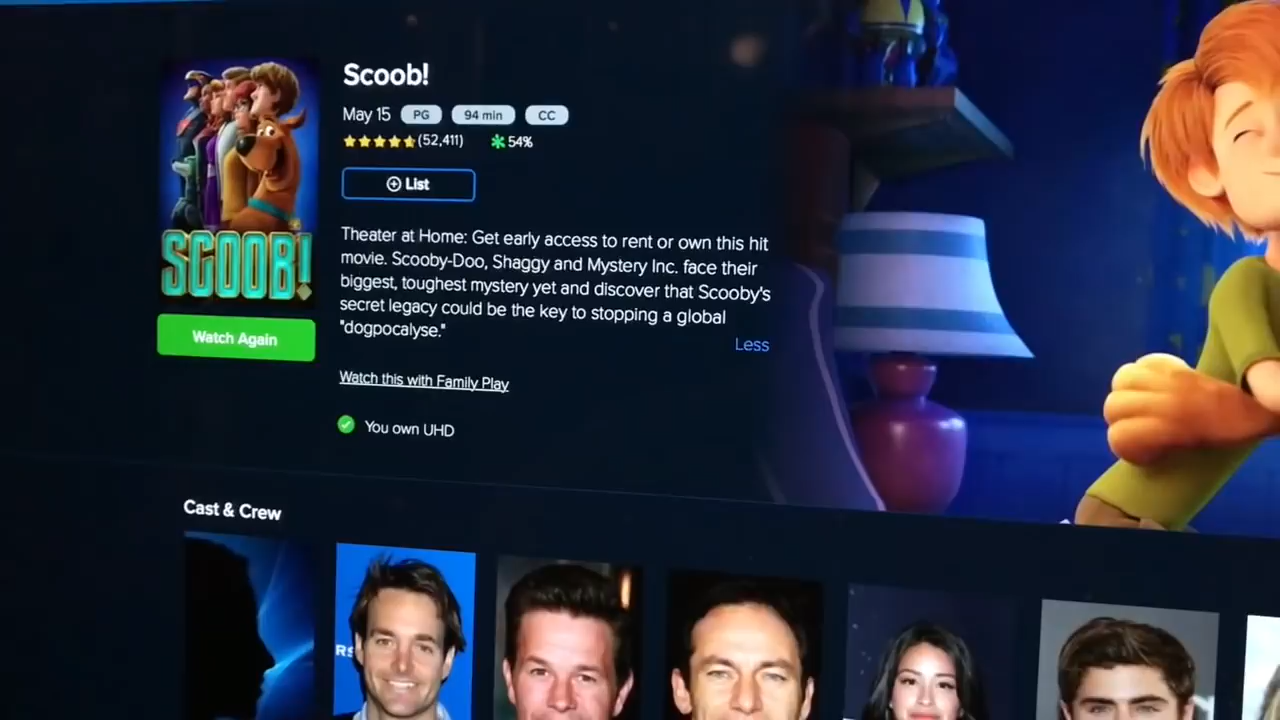 Scoob!
May 15 PG 94 min CC
(52,411) 54%
List
Theater at Home: Get early access to rent or own this hit
movie. Scooby-Doo, Shaggy and Mystery Inc. face their
biggest, toughest mystery yet and discover that Scooby's
secret legacy could be the key to stopping a global
"dogpocalyse."
Less
SCOOB!
Watch Again
Watch this with Family Play
You own UHD
Cast & Crew
RS